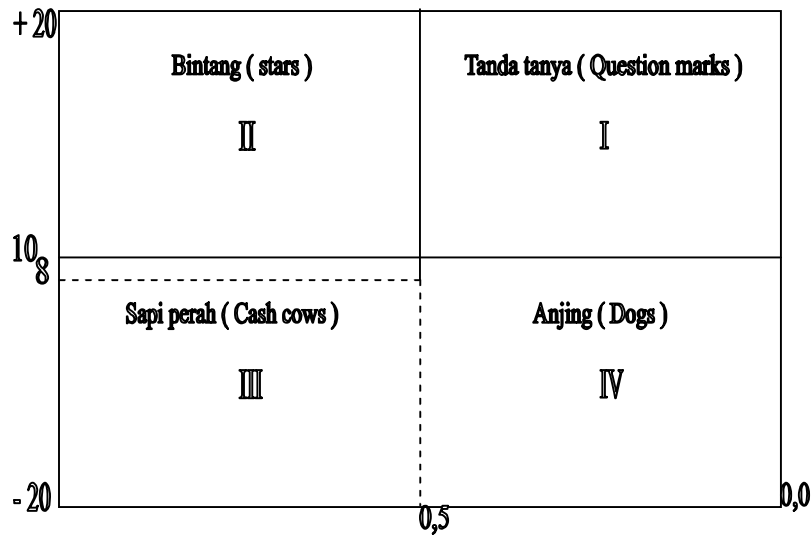 + 20
Bintang ( stars )
Tanda tanya ( Question marks )
II
I
10
8
Sapi perah ( Cash cows )
Anjing ( Dogs )
III
IV
- 20
0,5
0,0